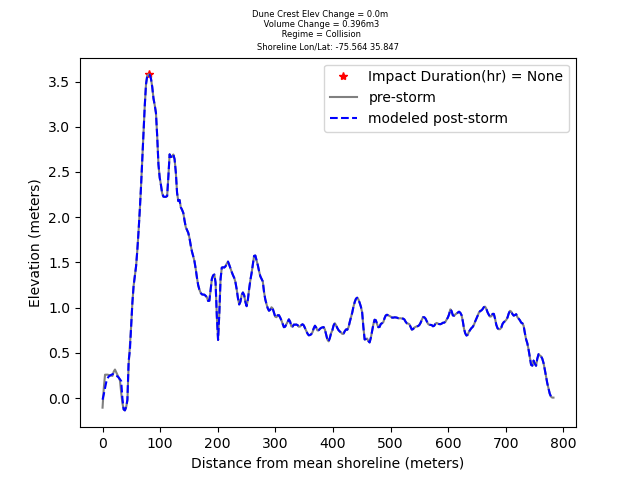 Dune Crest Elev Change = 0.0m
Volume Change = 0.396m3
Regime = Collision
Shoreline Lon/Lat: -75.564 35.847
Impact Duration(hr) = None
pre-storm
modeled post-storm
Elevation (meters)
3.5
3.0
2.5
2.0
1.5
1.0
0.5
0.0
0 100 200 300 400 500 600 700 800
Distance from mean shoreline (meters)